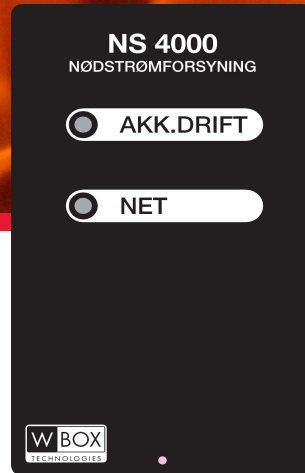 NS 4000
NØDSTRØMFORSYNING
AKK.DRIFT
NET
W BOX
TECHNOLOGIES